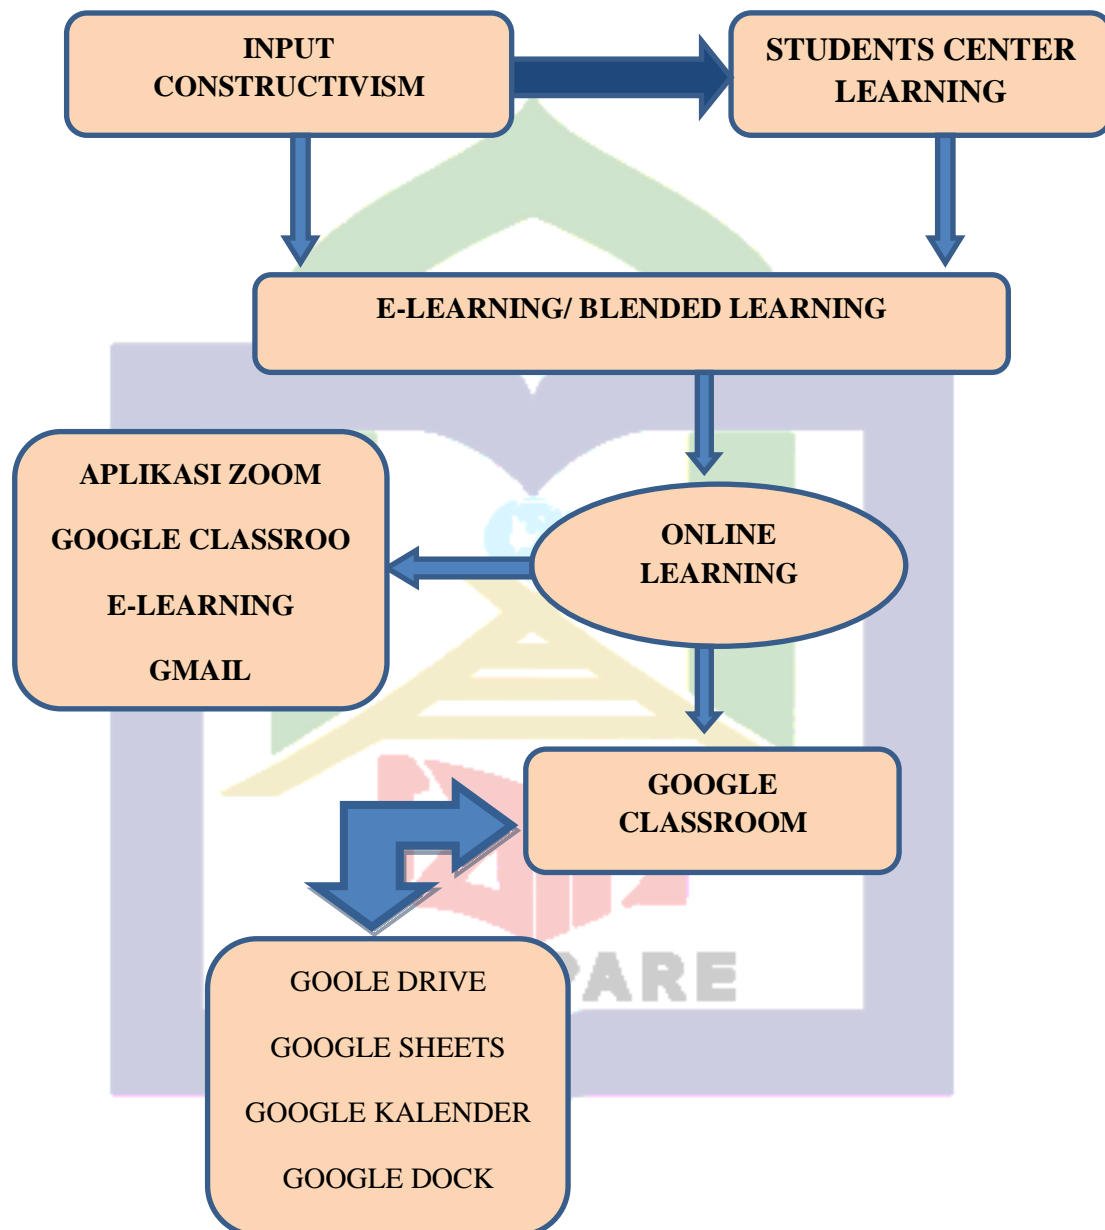 INPUT
CONSTRUCTIVISM
STUDENTS CENTER
LEARNING
E-LEARNING/ BLENDED LEARNING
APLIKASI ZOOM
GOOGLE CLASSROO
E-LEARNING
GMAIL
ONLINE
LEARNING
GOOGLE
CLASSROOM
GOOLE DRIVE
GOOGLE SHEETS
GOOGLE KALENDER
GOOGLE DOCK
PARE